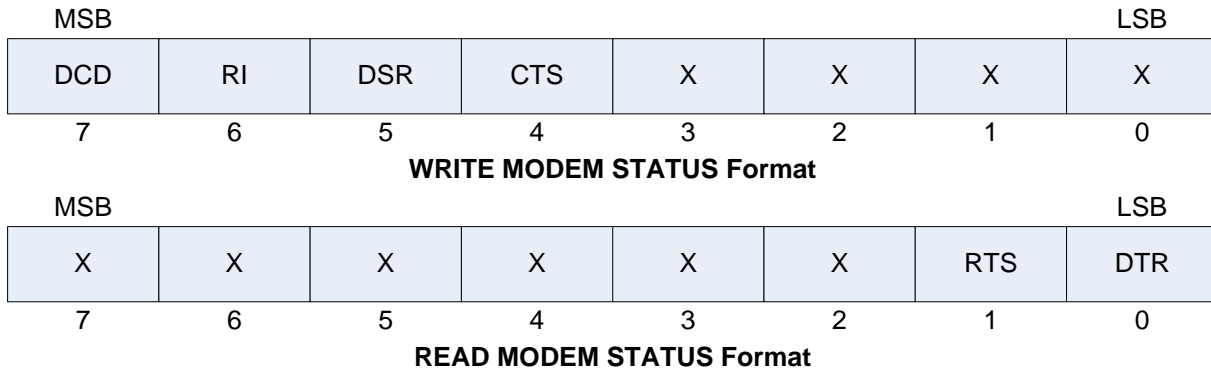 MSB LSB
DCD RI DSR CTS X X X X
7 6 5 4 3 2 1 0
WRITE MODEM STATUS Format
MSB LSB
X X X X X X RTS DTR
7 6 5 4 3 2 1 0
READ MODEM STATUS Format